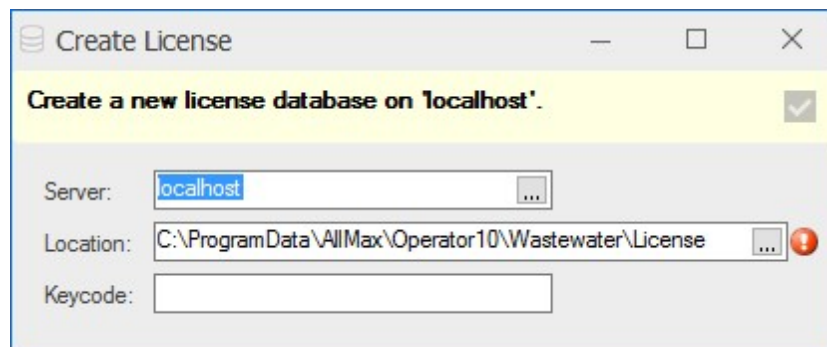 Create License
Create a new license database on 'localhost'.
Server: localhost ...
Location: C:\ProgramData\AllMax\Operator10\Wastewater\License ...
Keycode: